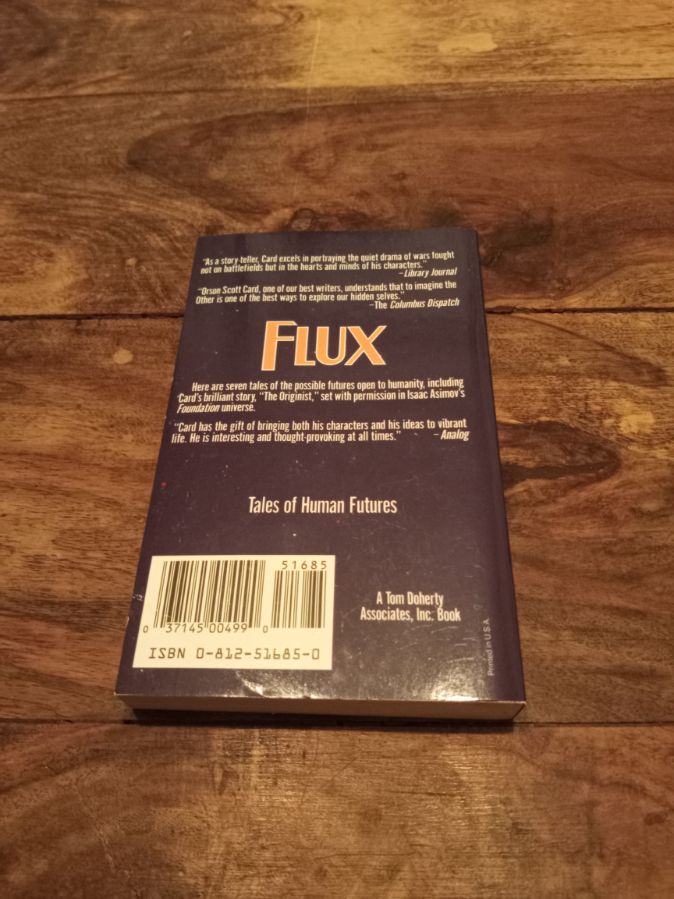 "As a story teller, Card excels in portraying the quiet drama of wars fought
not on battlefields but in the hearts and minds of his characters."
–Library Journal
"Orson Scott Card, one of our best writers, understands that to imagine the
Other is one of the best ways to explore our hidden selves."
–The Columbus Dispatch
FLUX
Here are seven tales of the possible futures open to humanity, including
Card's brilliant story, "The Originist," set with permission in Isaac Asimov's
Foundation universe.
"Card has the gift of bringing both his characters and his ideas to vibrant
life. He is interesting and thought-provoking at all times." –Analog
Tales of Human Futures
51685
0 37145 00499 0
ISBN 0-812-51685-0
A Tom Doherty
Associates, Inc. Book
Printed in U.S.A.